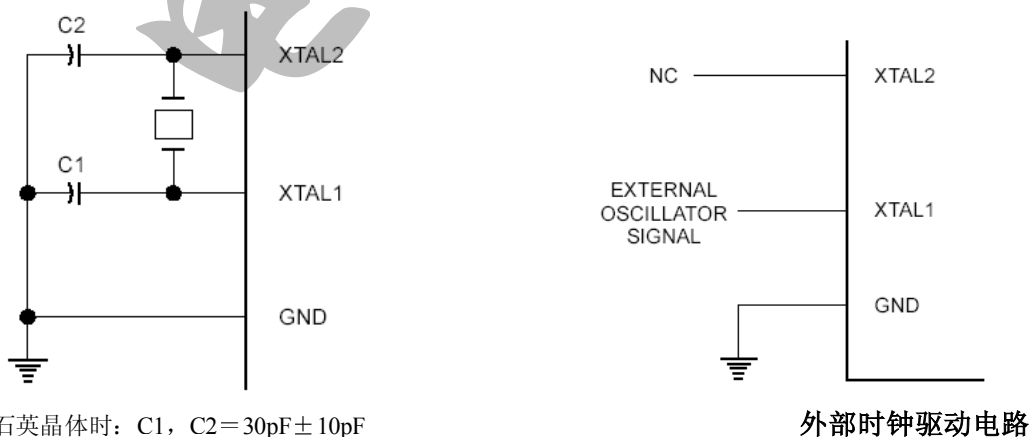 C2
XTAL2
C1
XTAL1
GND
石英晶体时：C1，C2＝30pF±10pF
NC
XTAL2
EXTERNAL
OSCILLATOR
SIGNAL
XTAL1
GND
外部时钟驱动电路